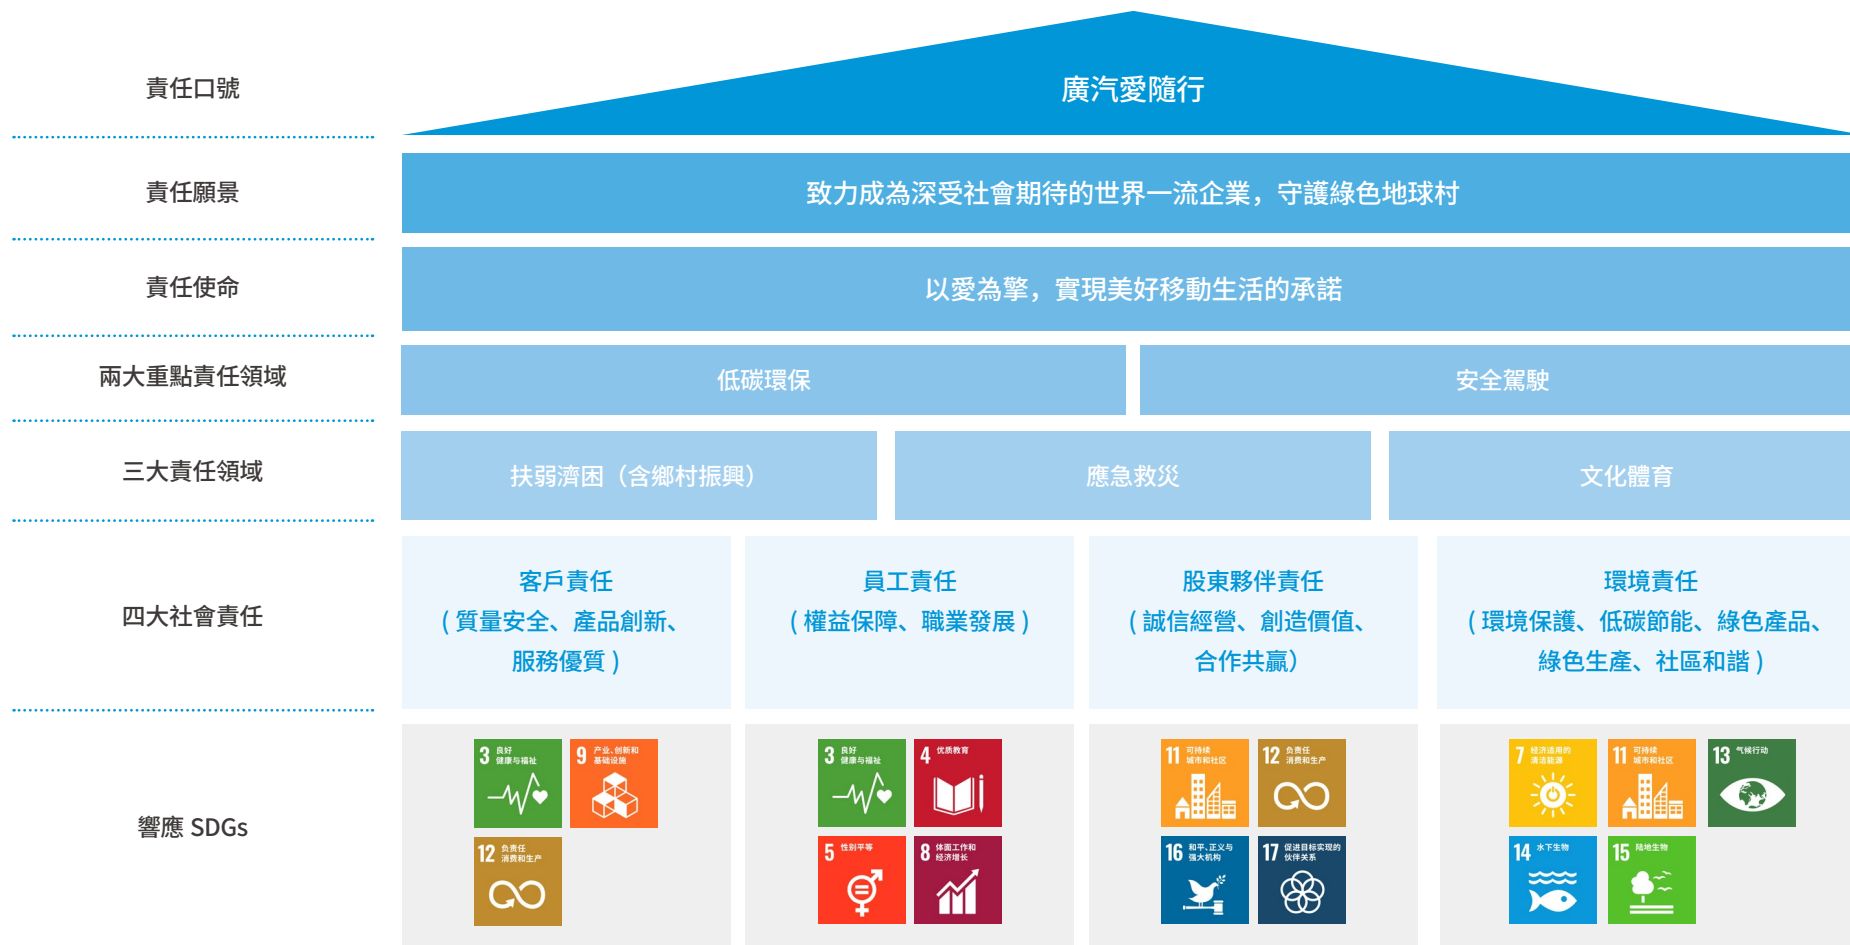 責任口號
廣汽愛隨行
責任願景
致力成為深受社會期待的世界一流企業，守護綠色地球村
責任使命
以愛為擎，實現美好移動生活的承諾
兩大重點責任領域
低碳環保
安全駕駛
三大責任領域
扶弱濟困（含鄉村振興）
應急救災
文化體育
四大社會責任
客戶責任
( 質量安全、產品創新、
服務優質 )
員工責任
( 權益保障、職業發展 )
股東夥伴責任
( 誠信經營、創造價值、
合作共贏）
環境責任
( 環境保護、低碳節能、綠色產品、
綠色生產、社區和諧 )
響應 SDGs
3 良好
健康与福祉
9 产业、创新和
基础设施
12 负责任
消费和生产
3 良好
健康与福祉
4 优质教育
5 性别平等
8 体面工作和
经济增长
11 可持续
城市和社区
12 负责任
消费和生产
16 和平、正义与
强大机构
17 促进目标实现的
伙伴关系
7 经济适用的
清洁能源
11 可持续
城市和社区
13 气候行动
14 水下生物
15 陆地生物